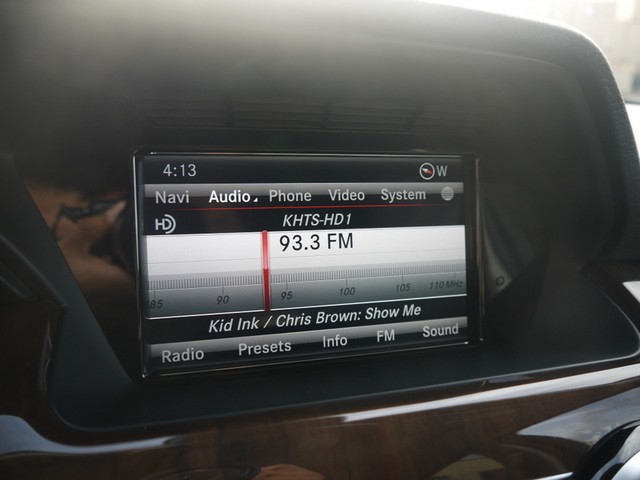 4:13 W
Navi Audio Phone Video System
HD KHTS-HD1
93.3 FM
85 90 95 100 105 110 MHz
Kid Ink / Chris Brown: Show Me
Radio Presets Info FM Sound